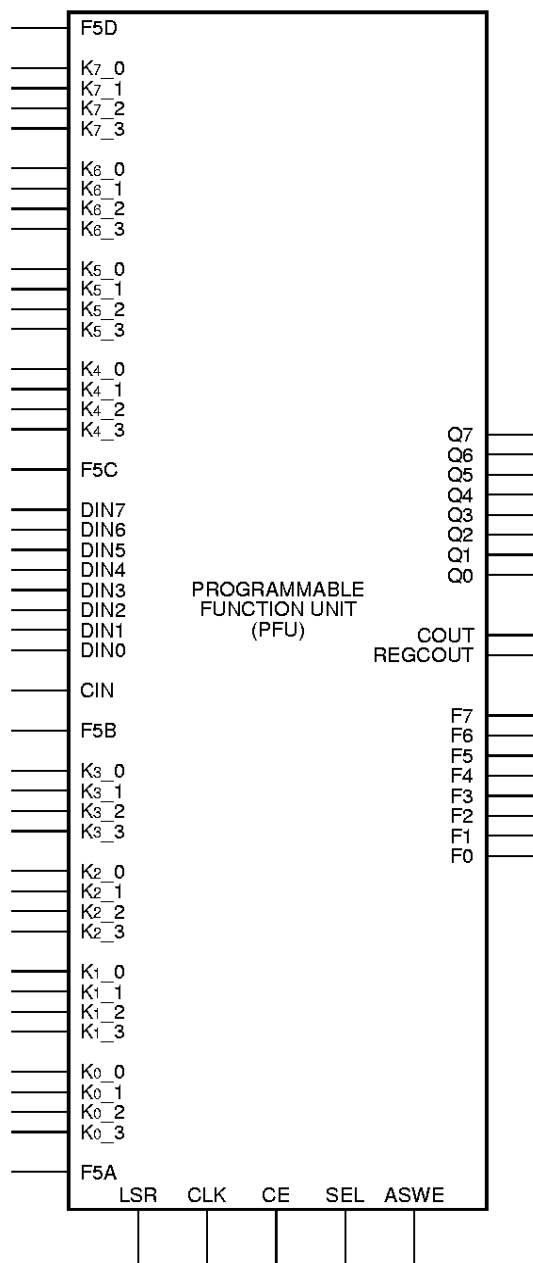 F5D
K7_0
K7_1
K7_2
K7_3
K6_0
K6_1
K6_2
K6_3
K5_0
K5_1
K5_2
K5_3
K4_0
K4_1
K4_2
K4_3
F5C
DIN7
DIN6
DIN5
DIN4
DIN3
DIN2
DIN1
DIN0
CIN
F5B
K3_0
K3_1
K3_2
K3_3
K2_0
K2_1
K2_2
K2_3
K1_0
K1_1
K1_2
K1_3
K0_0
K0_1
K0_2
K0_3
F5A
PROGRAMMABLE
FUNCTION UNIT
(PFU)
Q7
Q6
Q5
Q4
Q3
Q2
Q1
Q0
COUT
REGCOUT
F7
F6
F5
F4
F3
F2
F1
F0
LSR CLK CE SEL ASWE